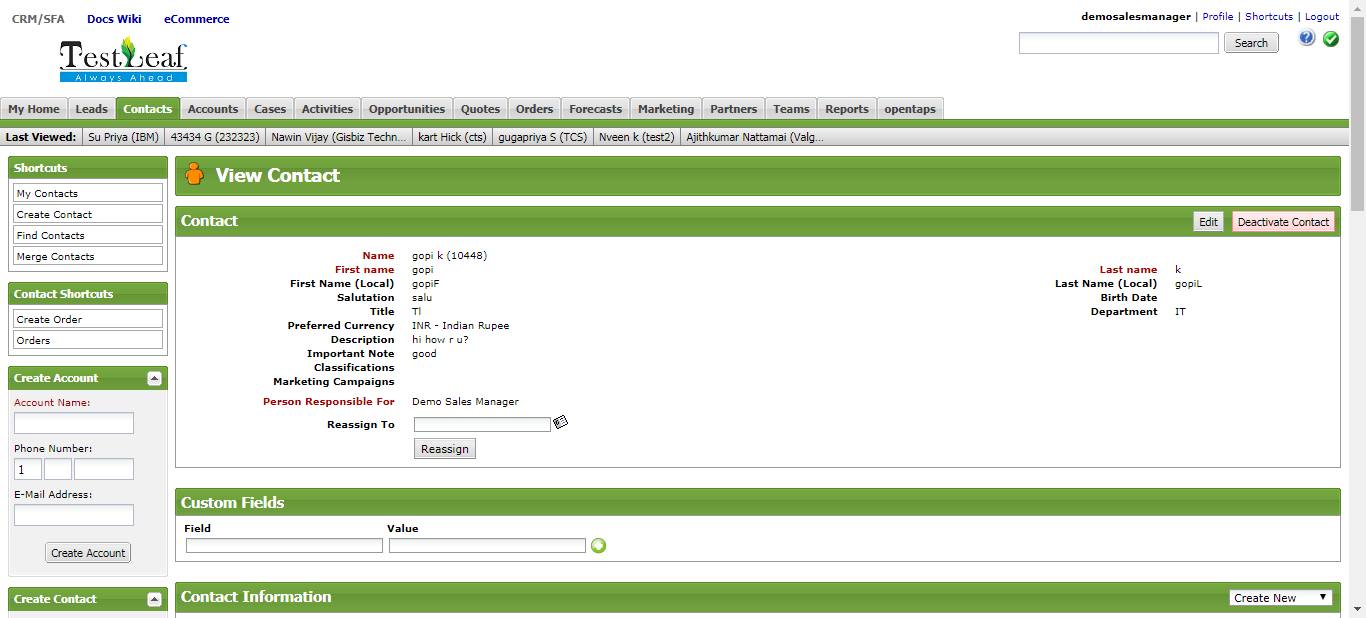 CRM/SFA Docs Wiki eCommerce
demosalesmanager | Profile | Shortcuts | Logout
TestLeaf
Always Ahead
Search
My Home Leads Contacts Accounts Cases Activities Opportunities Quotes Orders Forecasts Marketing Partners Teams Reports opentaps
Last Viewed: Su Priya (IBM) 43434 G (232323) Nawin Vijay (Gisbiz Techn... kart Hick (cts) gugapriya S (TCS) Nveen k (test2) Ajithkumar Nattamai (Valg...
Shortcuts
My Contacts
Create Contact
Find Contacts
Merge Contacts
Contact Shortcuts
Create Order
Orders
Create Account
Account Name:
Phone Number:
1
E-Mail Address:
Create Account
Create Contact
View Contact
Contact Edit Deactivate Contact
Name gopi k (10448)
First name gopi Last name k
First Name (Local) gopiF Last Name (Local) gopiL
Salutation salu Birth Date
Title Tl Department IT
Preferred Currency INR - Indian Rupee
Description hi how r u?
Important Note good
Classifications
Marketing Campaigns
Person Responsible For Demo Sales Manager
Reassign To
Reassign
Custom Fields
Field Value
Contact Information Create New